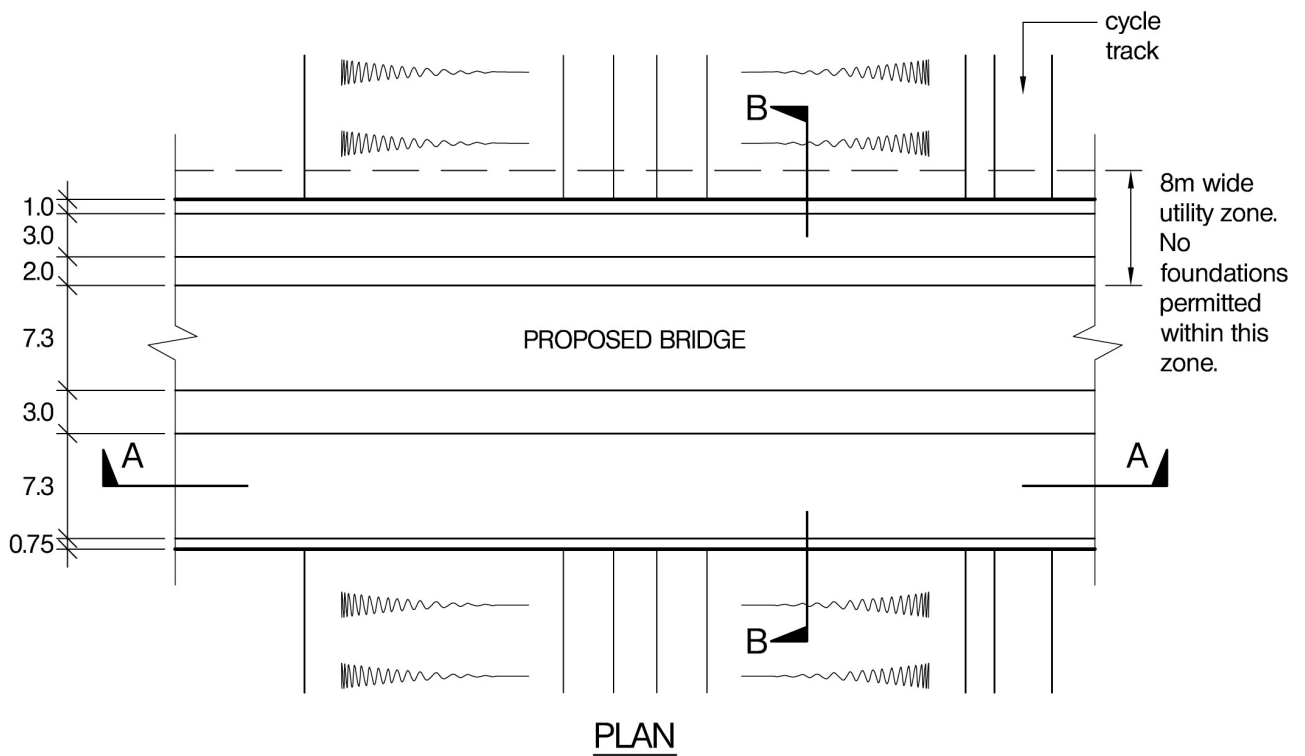 cycle
track
B
8m wide
utility zone.
No
foundations
permitted
within this
zone.
1.0
3.0
2.0
7.3
PROPOSED BRIDGE
3.0
A
A
7.3
0.75
B
PLAN